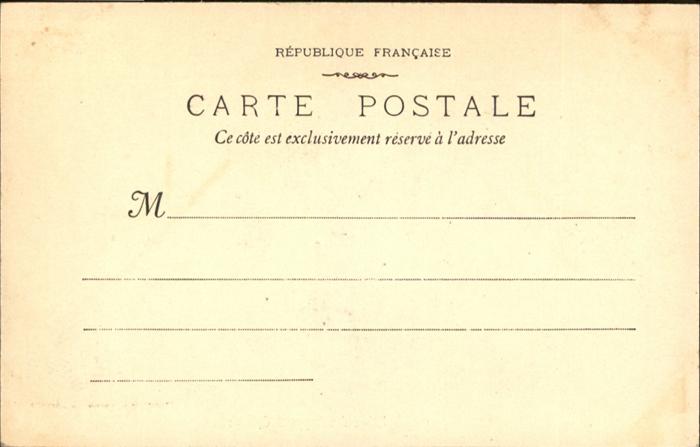 RÉPUBLIQUE FRANÇAISE
CARTE POSTALE
Ce côté est exclusivement réservé à l'adresse
M